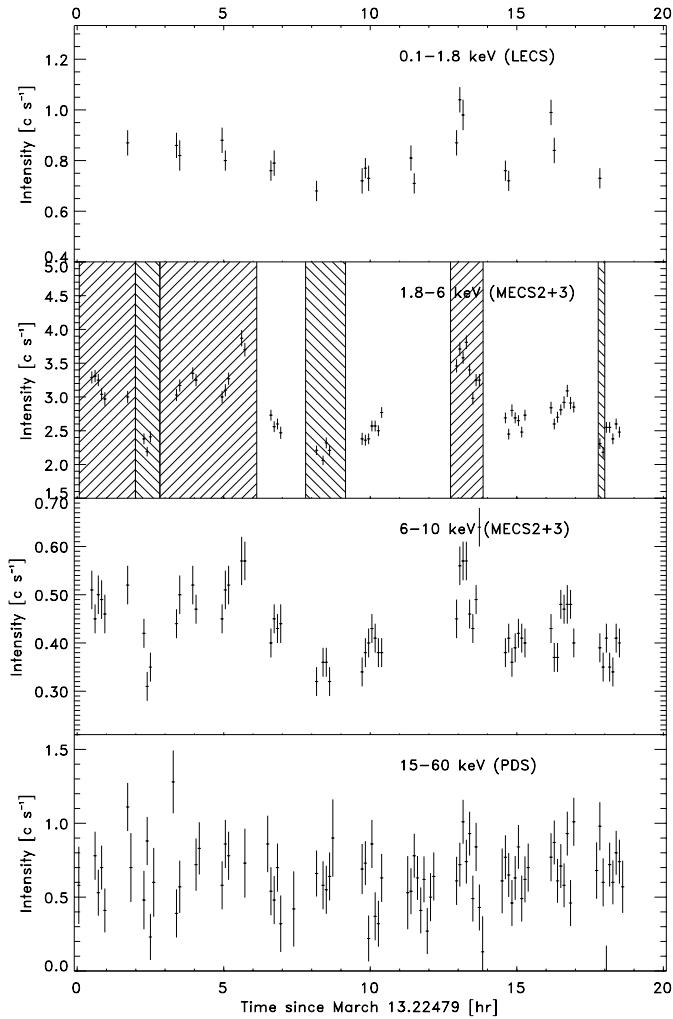 0 5 10 15 20
0.1−1.8 keV (LECS)
1.2
1.0
0.8
0.6
0.4
Intensity [c s⁻¹]
1.8−6 keV (MECS2+3)
5.0
4.5
4.0
3.5
3.0
2.5
2.0
1.5
Intensity [c s⁻¹]
6−10 keV (MECS2+3)
0.70
0.60
0.50
0.40
0.30
Intensity [c s⁻¹]
15−60 keV (PDS)
1.5
1.0
0.5
0.0
Intensity [c s⁻¹]
0 5 10 15 20
Time since March 13.22479 [hr]